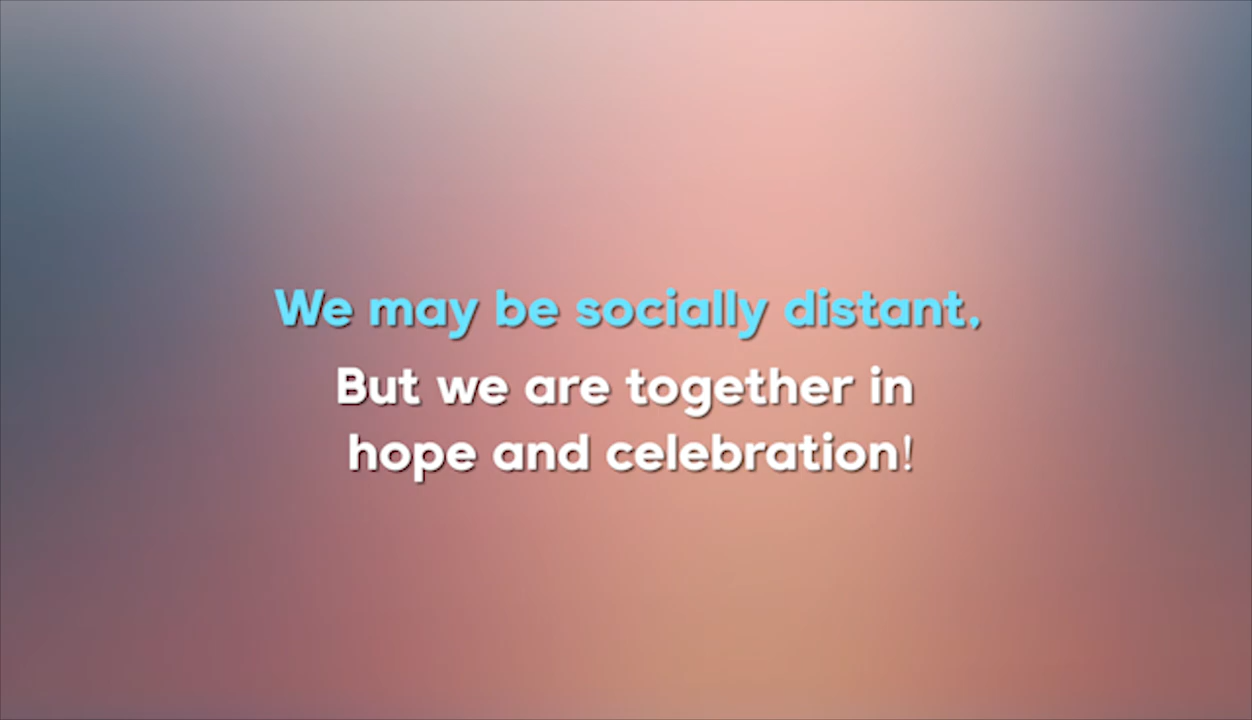 We may be socially distant,
But we are together in
hope and celebration!